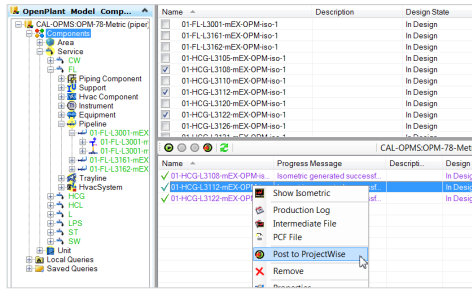 OpenPlant Model Comp...
CAL-OPMS:OPM-78-Metric (piper)
Components
Area
Service
CW
FL
Piping Component
Support
Hvac Component
Instrument
Equipment
Pipeline
01-FL-L3001-mEX
01-FL-L3001-m
01-FL-L3001-m
01-FL-L3161-mEX
01-FL-L3162-mEX
Trayline
HvacSystem
HCG
HCL
L
LPS
ST
SW
Unit
Local Queries
Saved Queries
Name Description Design State
01-FL-L3001-mEX-OPM-iso-1 In Design
01-FL-L3161-mEX-OPM-iso-1 In Design
01-FL-L3162-mEX-OPM-iso-1 In Design
01-HCG-L3105-mEX-OPM-iso-1 In Design
01-HCG-L3108-mEX-OPM-iso-1 In Design
01-HCG-L3110-mEX-OPM-iso-1 In Design
01-HCG-L3112-mEX-OPM-iso-1 In Design
01-HCG-L3120-mEX-OPM-iso-1 In Design
01-HCG-L3122-mEX-OPM-iso-1 In Design
01-HCG-L3126-mEX-OPM-iso-1 In Design
CAL-OPMS:OPM-78-Met
Name Progress Message Descripti.. Design
01-HCG-L3108-mEX-OPM-is.. Isometric generated successf... In Desig
01-HCG-L3112-mEX-OPM In Desig
01-HCG-L3122-mEX-OPM In Desig
Show Isometric
Production Log
Intermediate File
PCF File
Post to ProjectWise
Remove
Properties